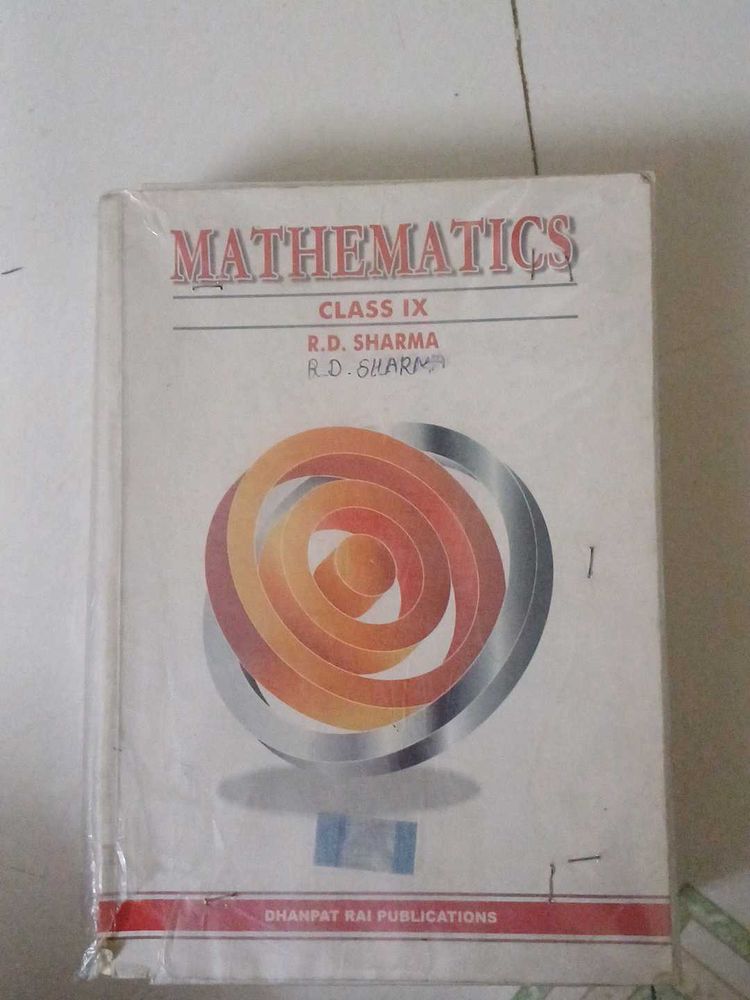 MATHEMATICS
CLASS IX
R.D. SHARMA
R.D. SHARMA
DHANPAT RAI PUBLICATIONS